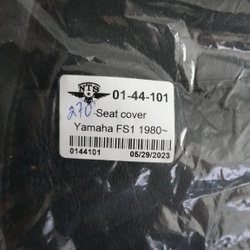 NTS 01-44-101
270 Seat cover
Yamaha FS1 1980~
0144101 05/29/2023